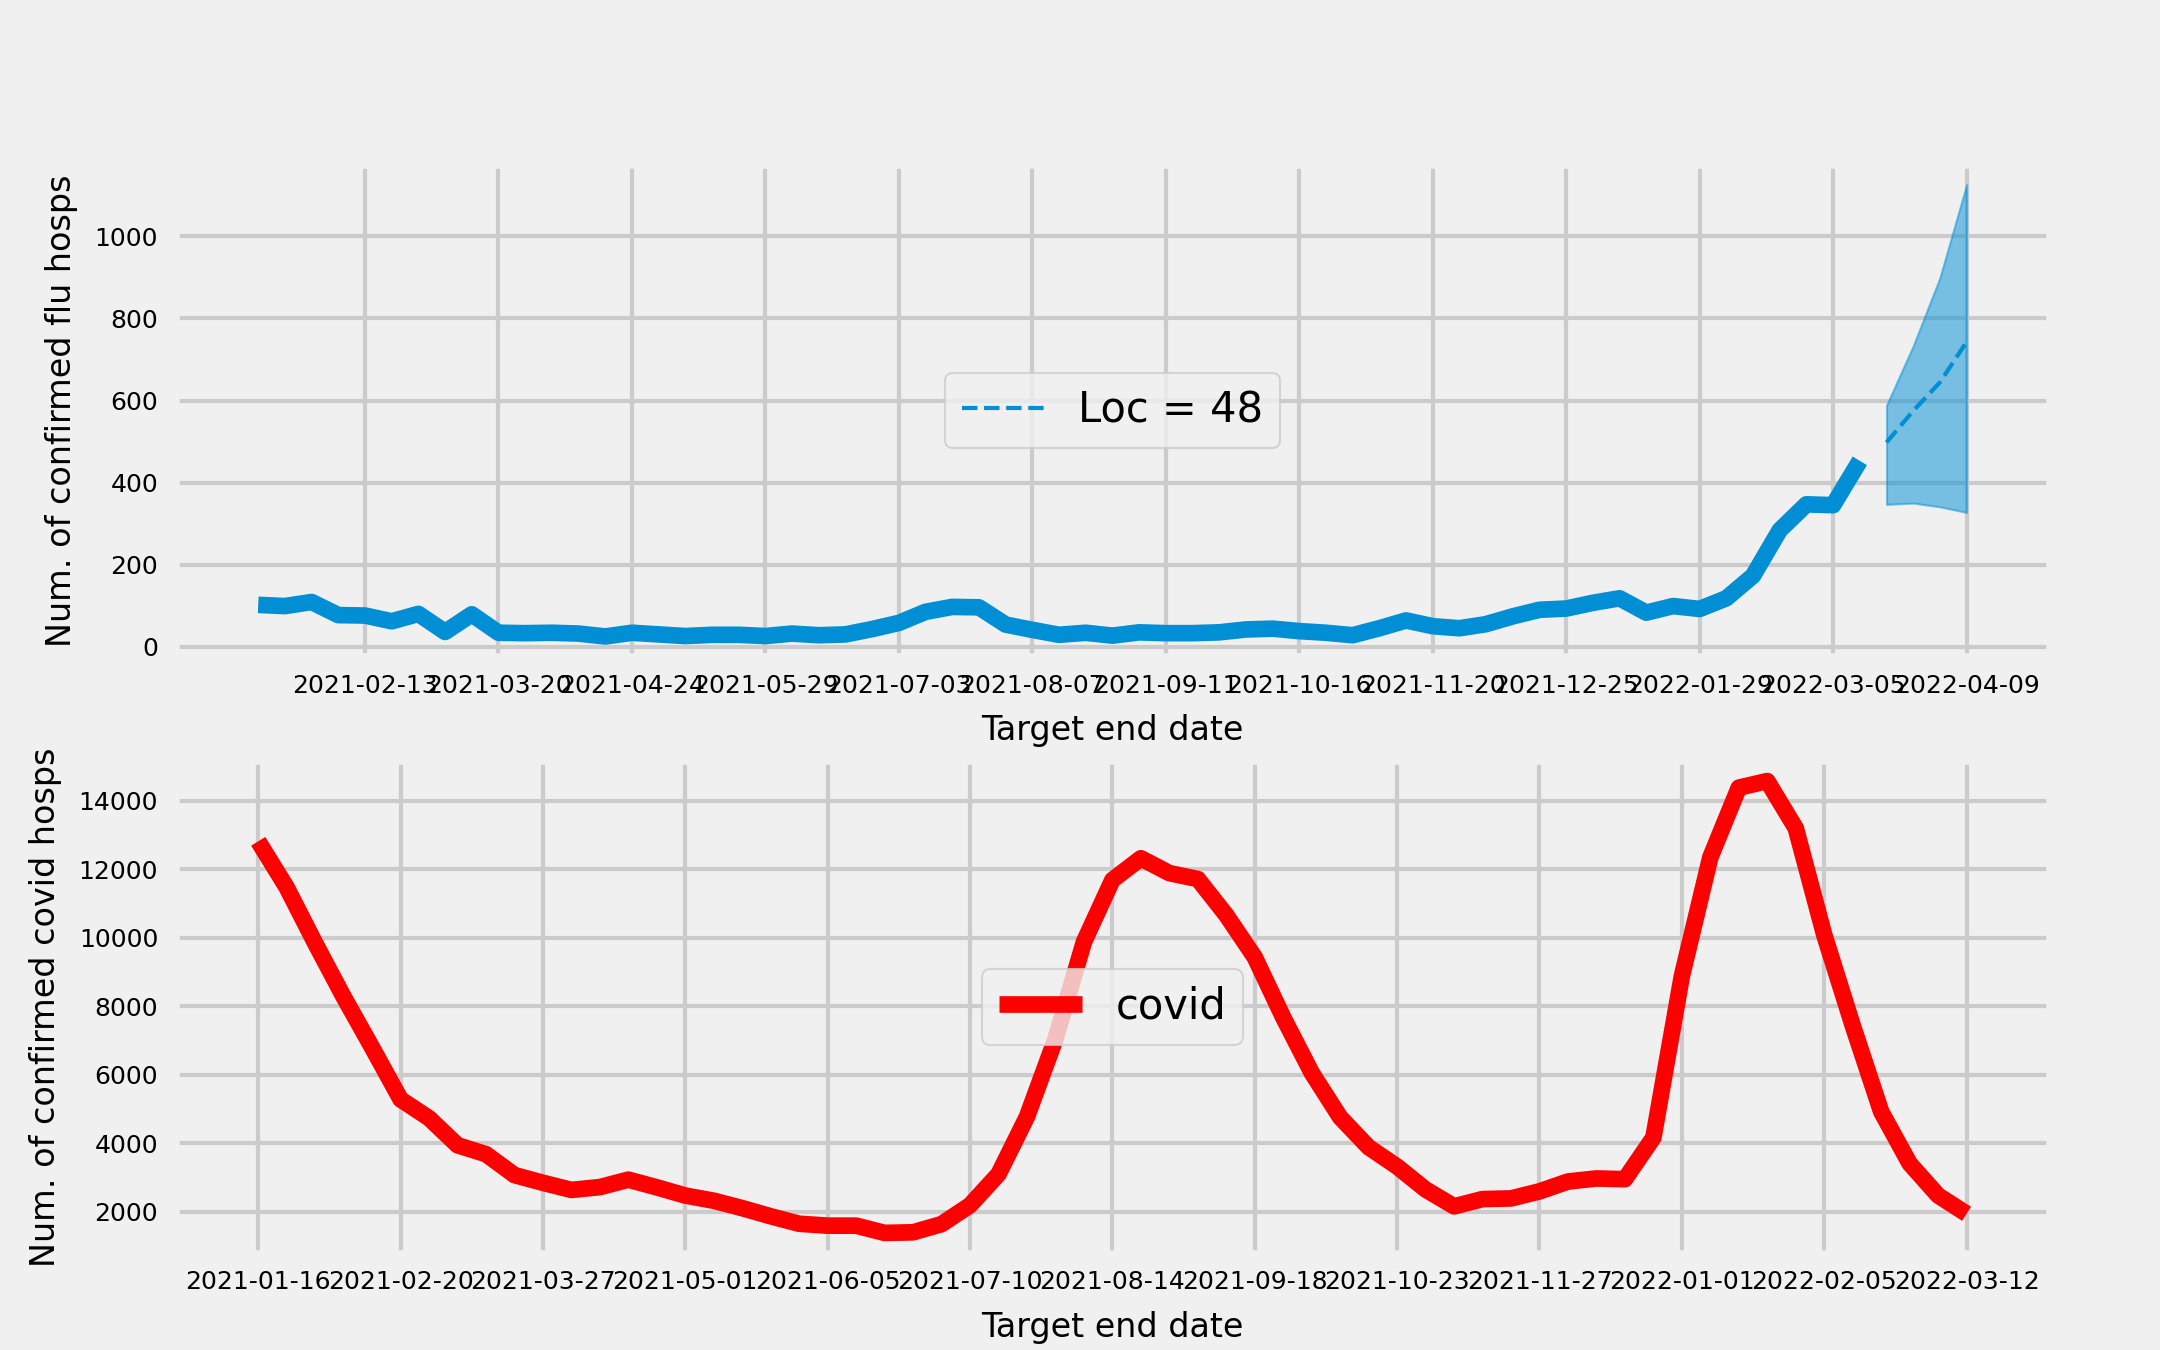 Num. of confirmed flu hosps
1000
800
600
400
200
0
Loc = 48
2021-02-13 2021-03-20 2021-04-24 2021-05-29 2021-07-03 2021-08-07 2021-09-11 2021-10-16 2021-11-20 2021-12-25 2022-01-29 2022-03-05 2022-04-09
Target end date
Num. of confirmed covid hosps
14000
12000
10000
8000
6000
4000
2000
covid
2021-01-16 2021-02-20 2021-03-27 2021-05-01 2021-06-05 2021-07-10 2021-08-14 2021-09-18 2021-10-23 2021-11-27 2022-01-01 2022-02-05 2022-03-12
Target end date